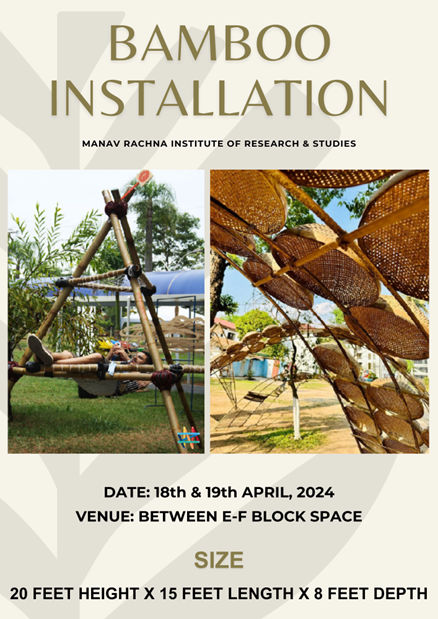 BAMBOO
INSTALLATION
MANAV RACHNA INSTITUTE OF RESEARCH & STUDIES
DATE: 18th & 19th APRIL, 2024
VENUE: BETWEEN E-F BLOCK SPACE
SIZE
20 FEET HEIGHT X 15 FEET LENGTH X 8 FEET DEPTH